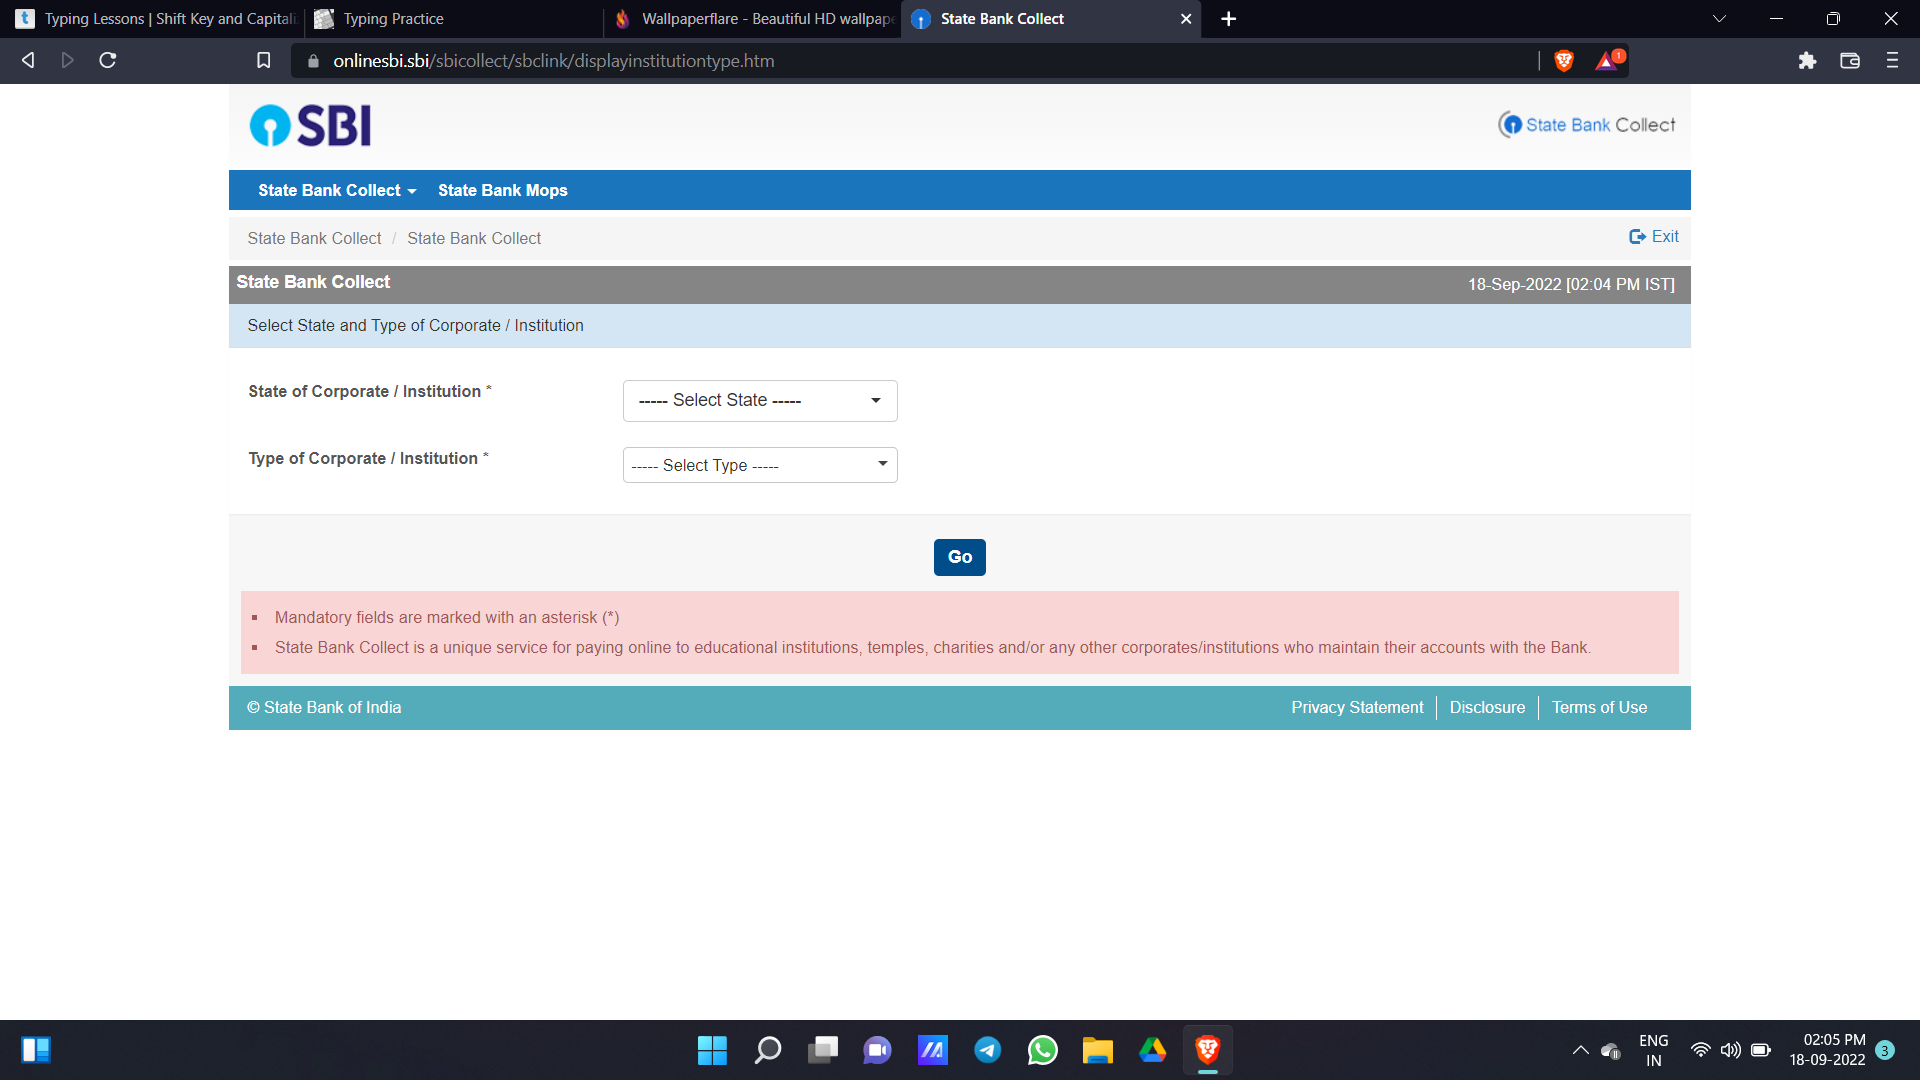 Typing Lessons | Shift Key and Capitali
Typing Practice
Wallpaperflare - Beautiful HD wallpape
State Bank Collect
onlinesbi.sbi/sbicollect/sbclink/displayinstitutiontype.htm
1
SBI
State Bank Collect
State Bank Collect
State Bank Mops
State Bank Collect / State Bank Collect
Exit
State Bank Collect
18-Sep-2022 [02:04 PM IST]
Select State and Type of Corporate / Institution
State of Corporate / Institution *
----- Select State -----
Type of Corporate / Institution *
----- Select Type -----
Go
Mandatory fields are marked with an asterisk (*)
State Bank Collect is a unique service for paying online to educational institutions, temples, charities and/or any other corporates/institutions who maintain their accounts with the Bank.
© State Bank of India
Privacy Statement
Disclosure
Terms of Use
ENG
IN
02:05 PM
18-09-2022
3